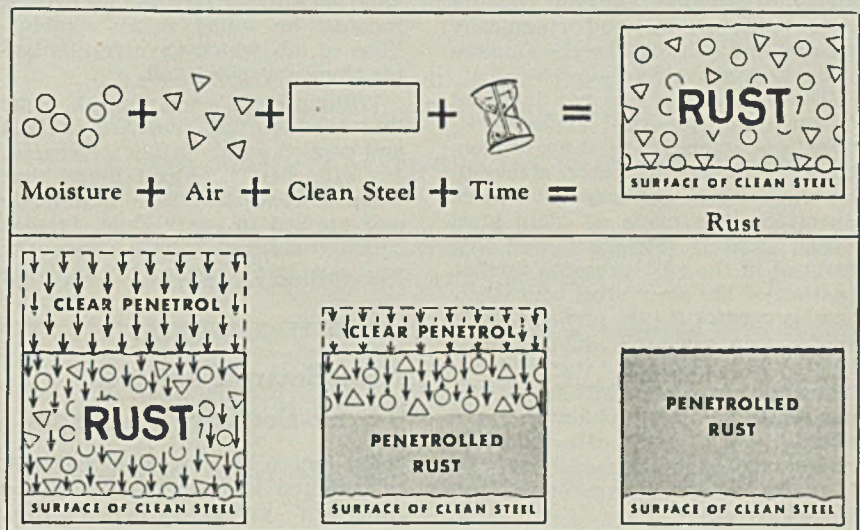 + + + =
RUST
SURFACE OF CLEAN STEEL
Moisture + Air + Clean Steel + Time =
Rust
CLEAR PENETROL
RUST
SURFACE OF CLEAN STEEL
CLEAR PENETROL
PENETROLLED
RUST
SURFACE OF CLEAN STEEL
PENETROLLED
RUST
SURFACE OF CLEAN STEEL